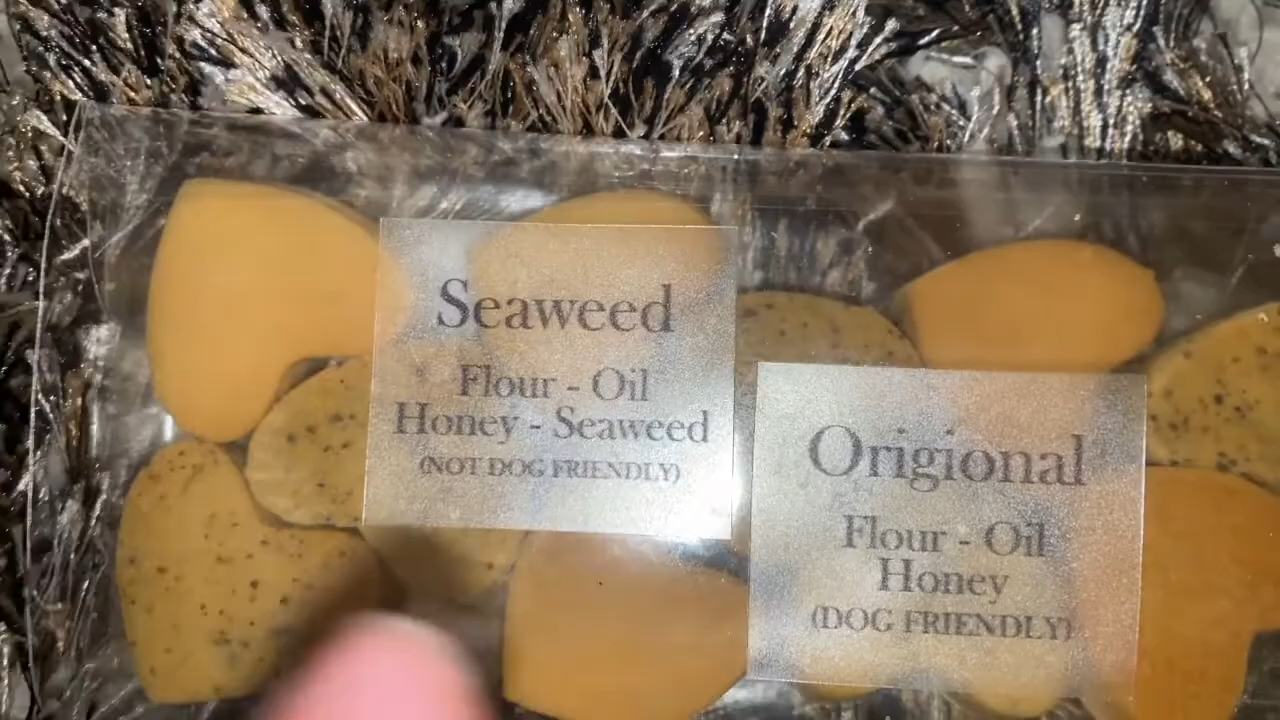 Seaweed
Flour - Oil
Honey - Seaweed
(NOT DOG FRIENDLY)
Origional
Flour - Oil
Honey
(DOG FRIENDLY)